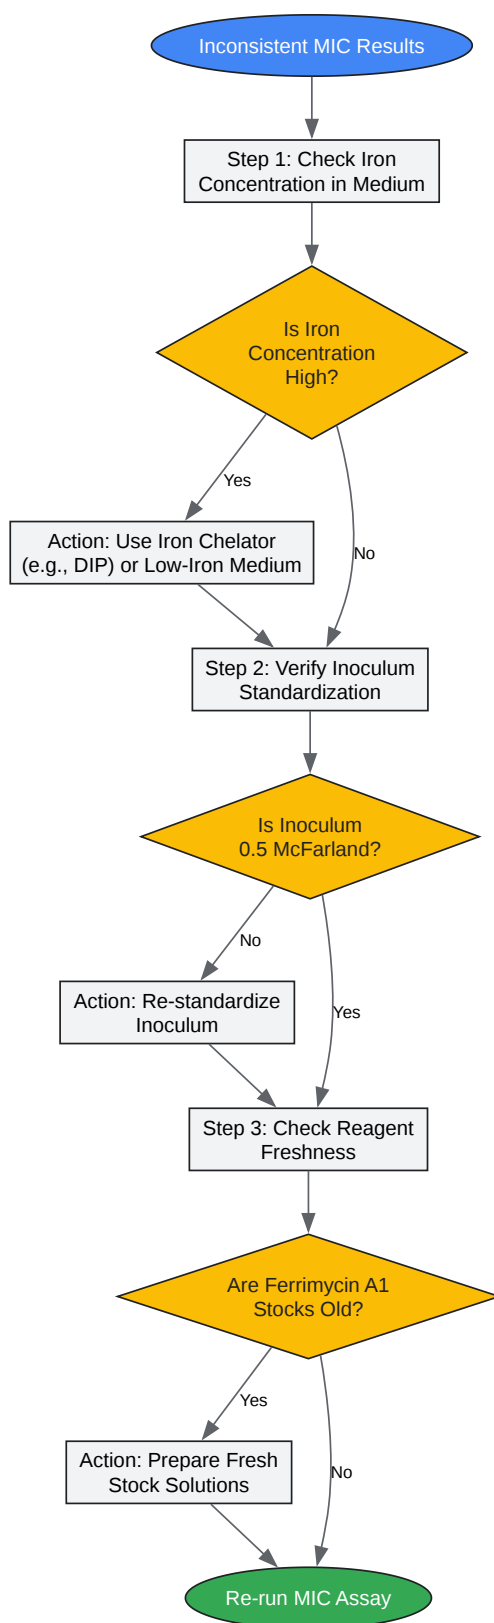 Inconsistent MIC Results
Step 1: Check Iron
Concentration in Medium
Is Iron
Concentration
High?
Yes
Action: Use Iron Chelator
(e.g., DIP) or Low-Iron Medium
No
Step 2: Verify Inoculum
Standardization
Is Inoculum
0.5 McFarland?
No
Action: Re-standardize
Inoculum
Yes
Step 3: Check Reagent
Freshness
Are Ferrimycin A1
Stocks Old?
Yes
Action: Prepare Fresh
Stock Solutions
No
Re-run MIC Assay